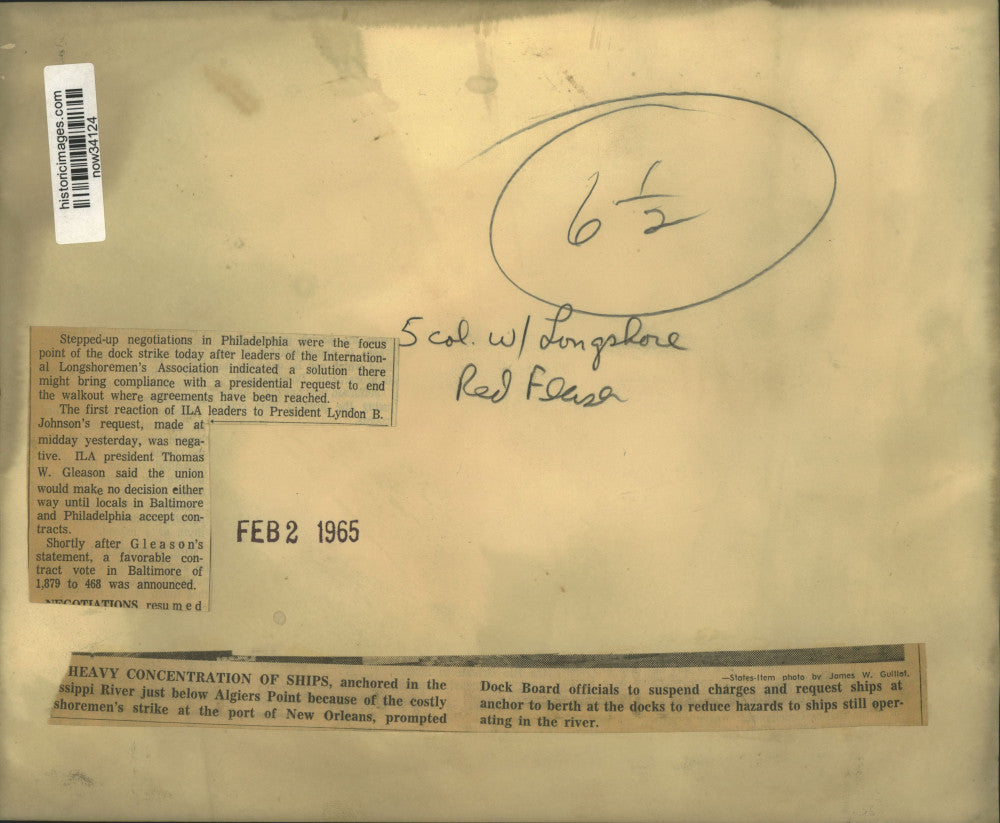 historicimages.com
now34124
6 1/2
5 col. w/ Longshore
Red
Stepped-up negotiations in Philadelphia were the focus
point of the dock strike today after leaders of the Internation-
al Longshoremen's Association indicated a solution there
might bring compliance with a presidential request to end
the walkout where agreements have been reached.
The first reaction of ILA leaders to President Lyndon B.
Johnson's request, made at
midday yesterday, was nega-
tive. ILA president Thomas
W. Gleason said the union
would make no decision either
way until locals in Baltimore
and Philadelphia accept con-
tracts.
Shortly after Gleason's
statement, a favorable con-
tract vote in Baltimore of
1,879 to 468 was announced.
NEGOTIATIONS resumed
FEB 2 1965
HEAVY CONCENTRATION OF SHIPS, anchored in the
ssippi River just below Algiers Point because of the costly
shoremen's strike at the port of New Orleans, prompted
—States-Item photo by James W. Guillot.
Dock Board officials to suspend charges and request ships at
anchor to berth at the docks to reduce hazards to ships still oper-
ating in the river.